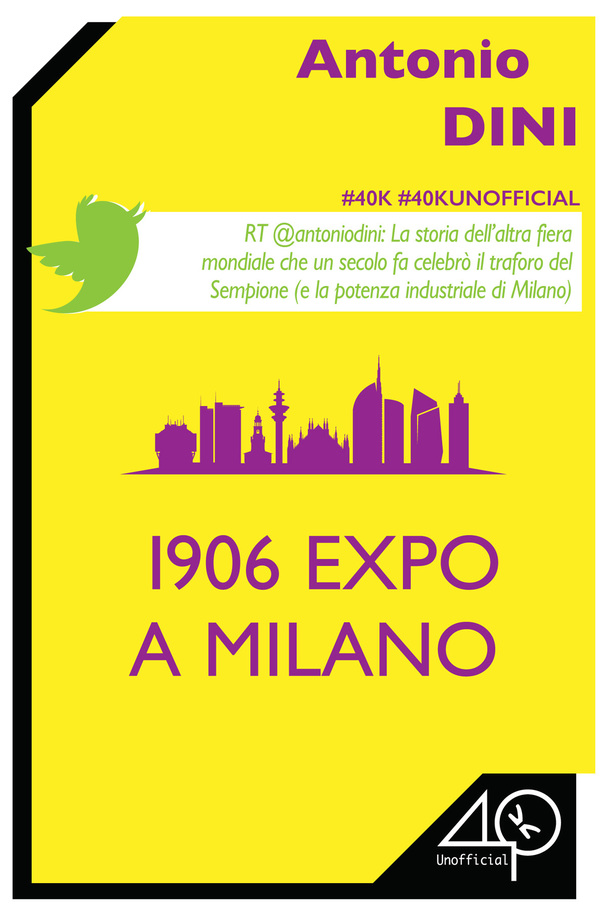 Antonio
DINI
#40K #40KUNOFFICIAL
RT @antoniodini: La storia dell'altra fiera
mondiale che un secolo fa celebrò il traforo del
Sempione (e la potenza industriale di Milano)
1906 EXPO
A MILANO
40K
Unofficial